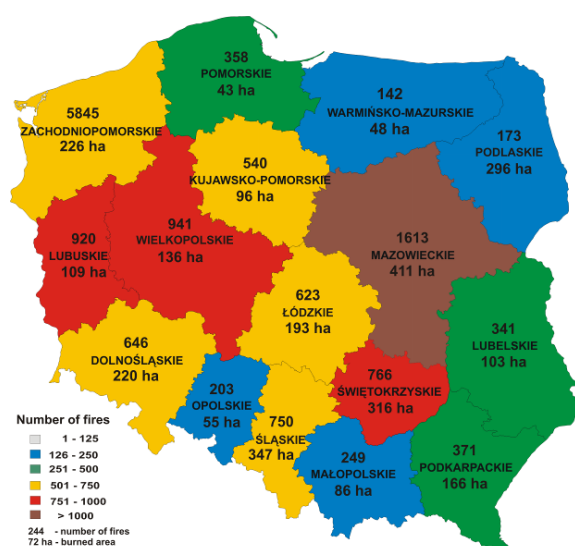 358
POMORSKIE
43 ha
142
WARMIŃSKO-MAZURSKIE
48 ha
5845
ZACHODNIOPOMORSKIE
226 ha
173
PODLASKIE
296 ha
540
KUJAWSKO-POMORSKIE
96 ha
920
LUBUSKIE
109 ha
941
WIELKOPOLSKIE
136 ha
1613
MAZOWIECKIE
411 ha
623
ŁÓDZKIE
193 ha
341
LUBELSKIE
103 ha
646
DOLNOŚLĄSKIE
220 ha
766
ŚWIĘTOKRZYSKIE
316 ha
203
OPOLSKIE
55 ha
750
ŚLĄSKIE
347 ha
249
MAŁOPOLSKIE
86 ha
371
PODKARPACKIE
166 ha
Number of fires
1 - 125
126 - 250
251 - 500
501 - 750
751 - 1000
> 1000
244 - number of fires
72 ha - burned area